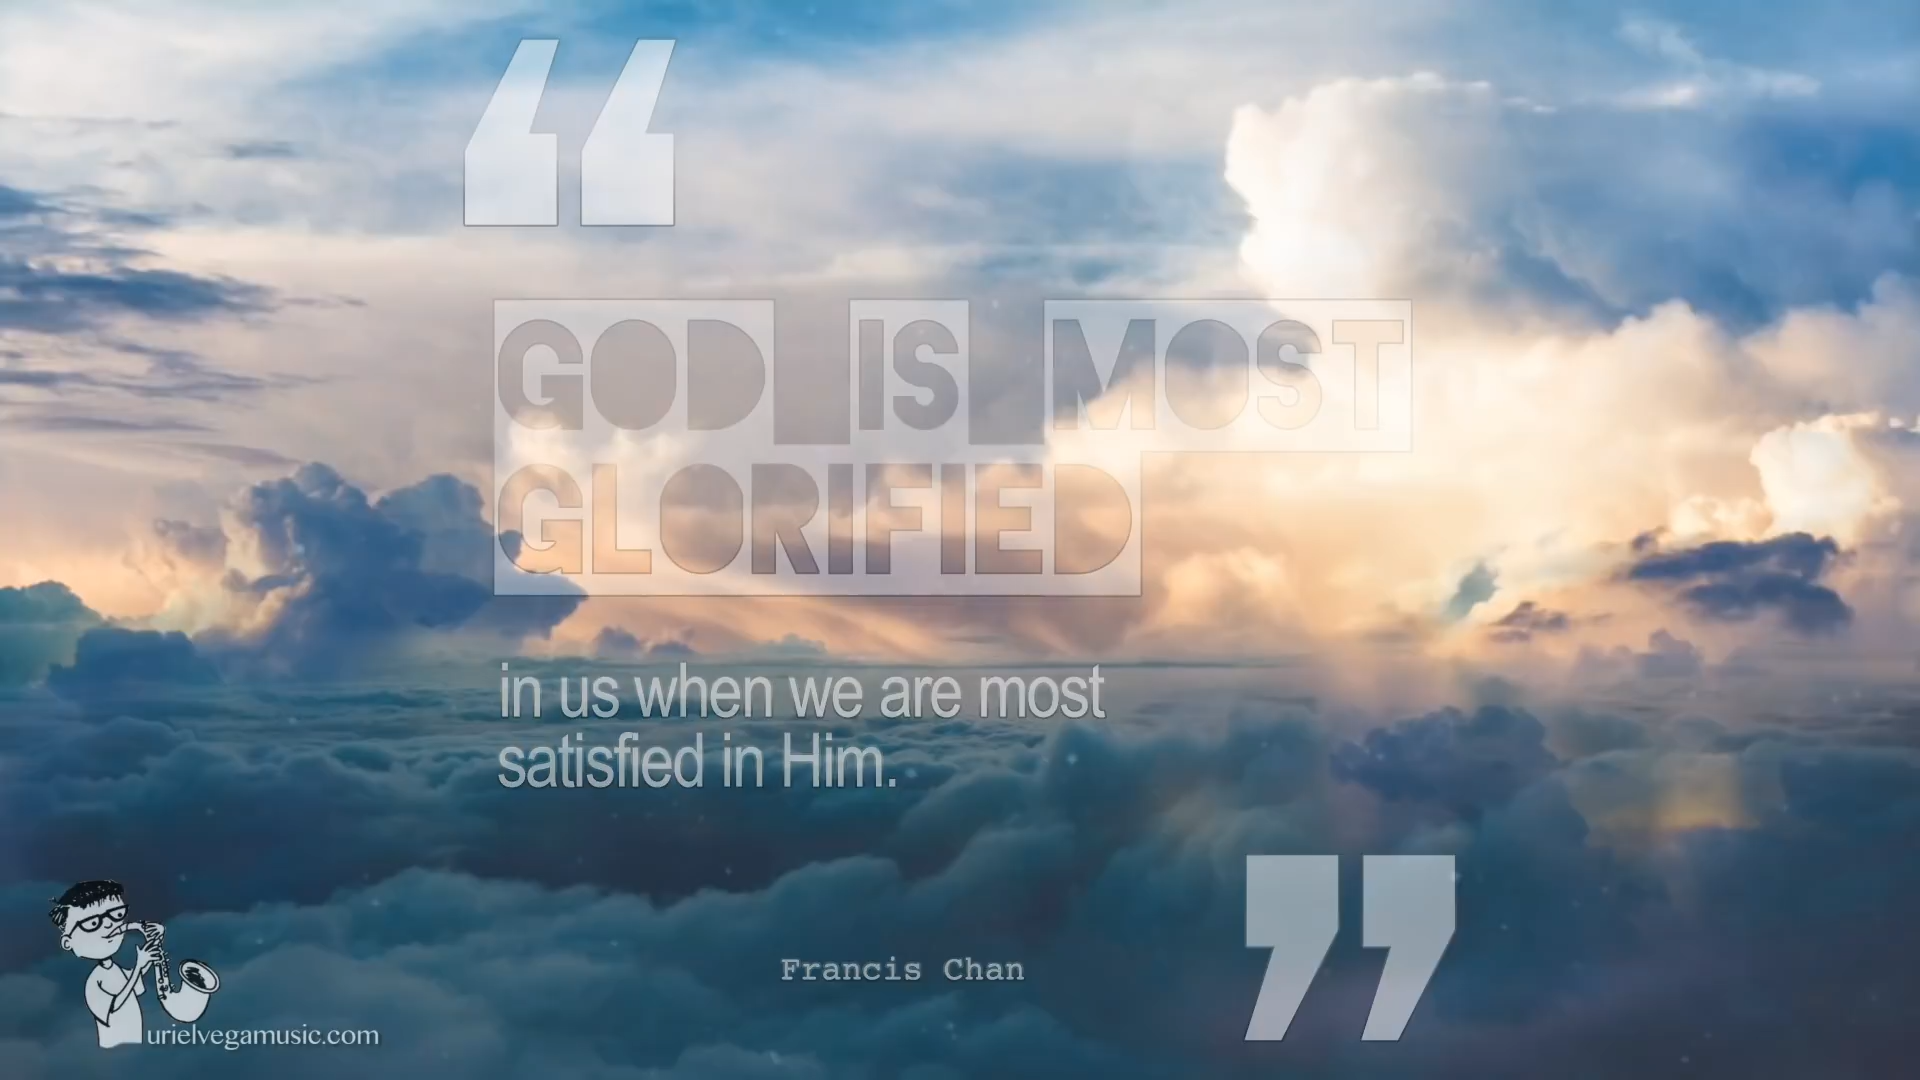 “
GOD IS MOST
GLORIFIED
in us when we are most
satisfied in Him.
”
Francis Chan
urielvegamusic.com